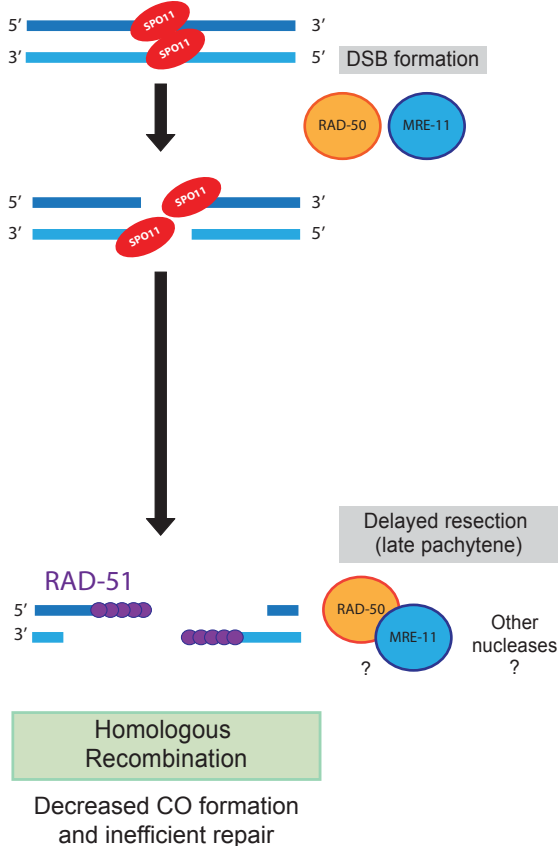 5′ SPO11 3′
3′ SPO11 5′
DSB formation
RAD-50 MRE-11
5′ SPO11 3′
3′ SPO11 5′
Delayed resection
(late pachytene)
RAD-51
5′ RAD-50
3′ MRE-11
Other
nucleases
?
?
Homologous
Recombination
Decreased CO formation
and inefficient repair